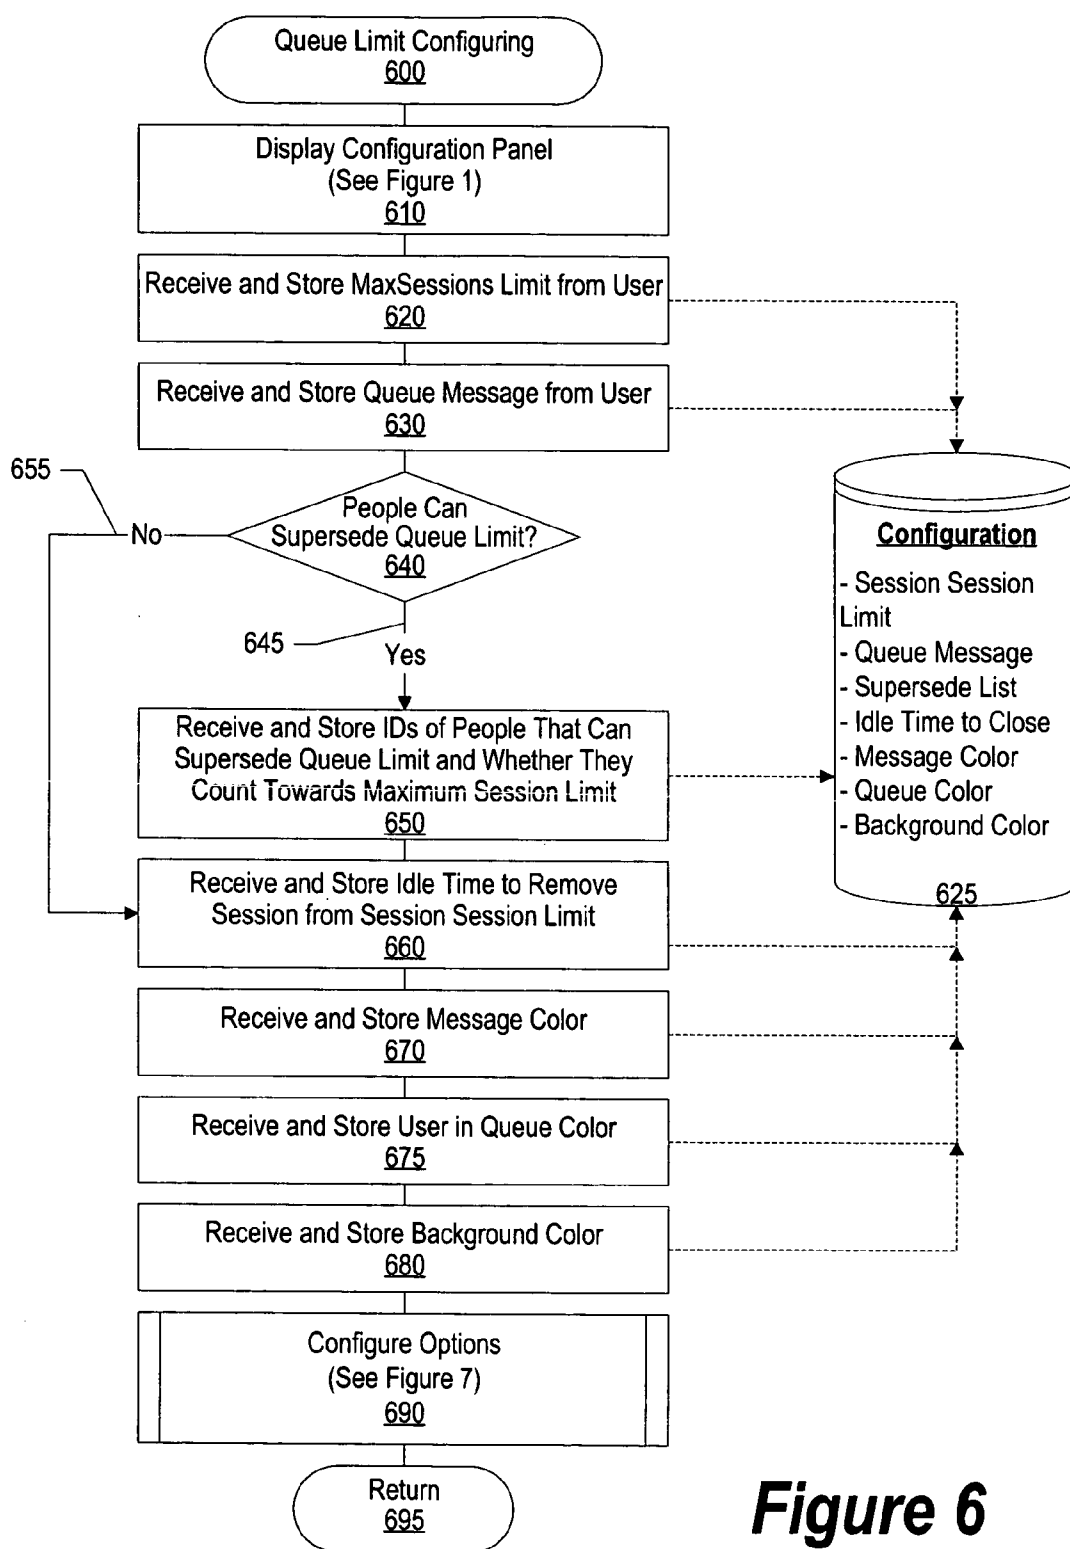 Queue Limit Configuring
600
Display Configuration Panel
(See Figure 1)
610
Receive and Store MaxSessions Limit from User
620
Receive and Store Queue Message from User
630
655
No
People Can
Supersede Queue Limit?
640
645
Yes
Receive and Store IDs of People That Can
Supersede Queue Limit and Whether They
Count Towards Maximum Session Limit
650
Receive and Store Idle Time to Remove
Session from Session Session Limit
660
Receive and Store Message Color
670
Receive and Store User in Queue Color
675
Receive and Store Background Color
680
Configure Options
(See Figure 7)
690
Return
695
Configuration
- Session Session
Limit
- Queue Message
- Supersede List
- Idle Time to Close
- Message Color
- Queue Color
- Background Color
625
Figure 6